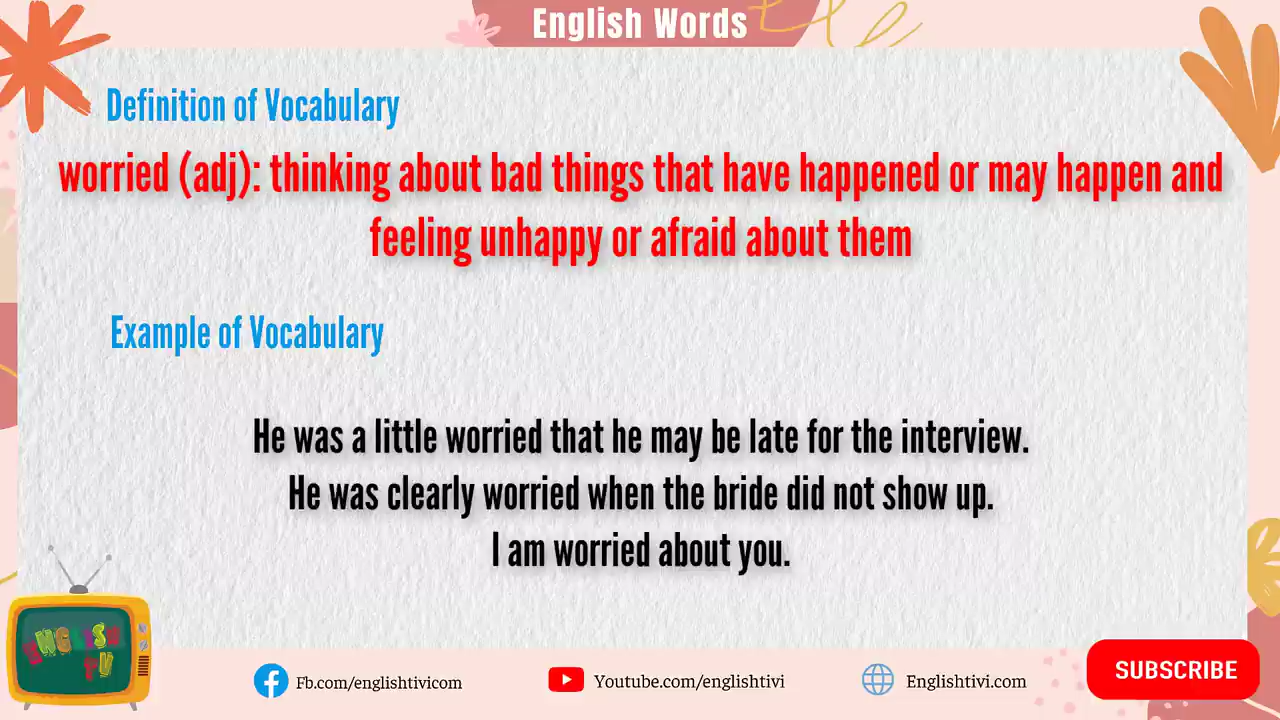 English Words
Definition of Vocabulary
worried (adj): thinking about bad things that have happened or may happen and
feeling unhappy or afraid about them
Example of Vocabulary
He was a little worried that he may be late for the interview.
He was clearly worried when the bride did not show up.
I am worried about you.
ENGLISH
TV
Fb.com/englishtivicom
Youtube.com/englishtivi
Englishtivi.com
SUBSCRIBE